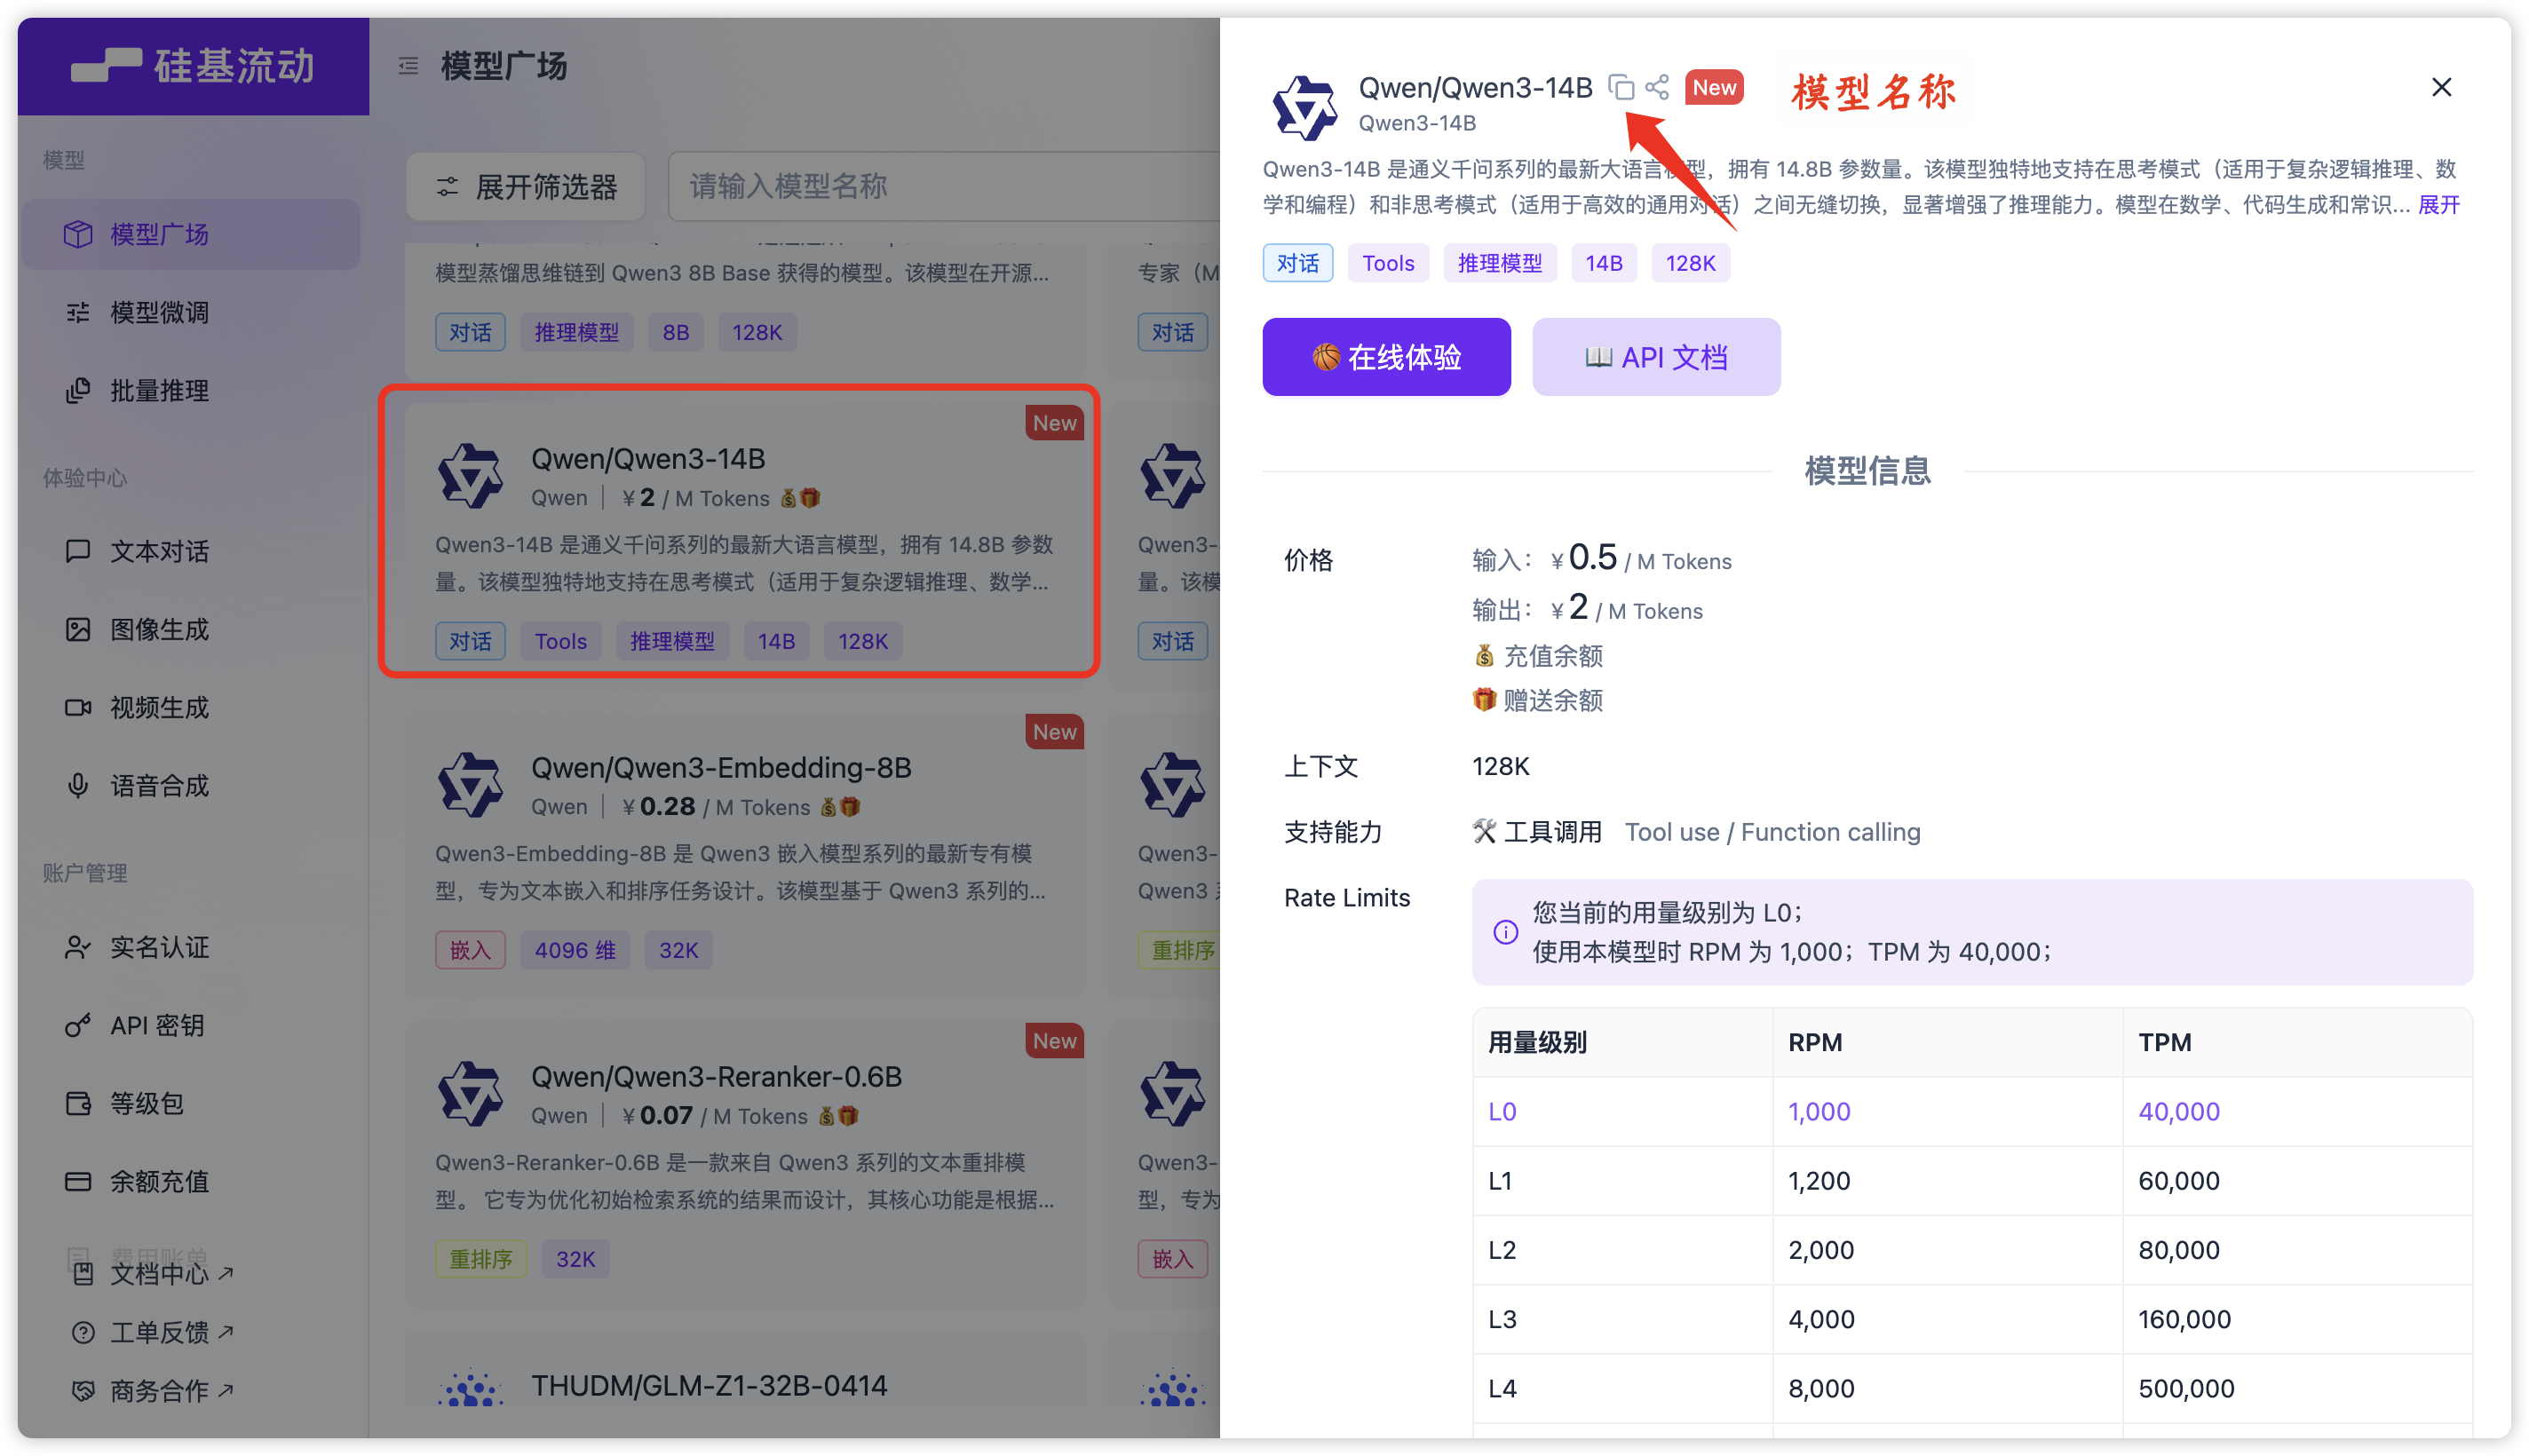 硅基流动
模型
模型广场
模型微调
批量推理
体验中心
文本对话
图像生成
视频生成
语音合成
账户管理
实名认证
API 密钥
等级包
余额充值
费用账单
文档中心
工单反馈
商务合作
模型广场
展开筛选器
请输入模型名称
模型蒸馏思维链到 Qwen3 8B Base 获得的模型。该模型在开源...
对话 推理模型 8B 128K
专家（M
对话
New
Qwen/Qwen3-14B
Qwen | ¥ 2 / M Tokens
Qwen3-14B 是通义千问系列的最新大语言模型，拥有 14.8B 参数
量。该模型独特地支持在思考模式（适用于复杂逻辑推理、数学...
对话 Tools 推理模型 14B 128K
Qwen3-
量。该模
对话
New
Qwen/Qwen3-Embedding-8B
Qwen | ¥ 0.28 / M Tokens
Qwen3-Embedding-8B 是 Qwen3 嵌入模型系列的最新专有模
型，专为文本嵌入和排序任务设计。该模型基于 Qwen3 系列的...
嵌入 4096 维 32K
Qwen3-
Qwen3
重排序
New
Qwen/Qwen3-Reranker-0.6B
Qwen | ¥ 0.07 / M Tokens
Qwen3-Reranker-0.6B 是一款来自 Qwen3 系列的文本重排模
型。 它专为优化初始检索系统的结果而设计，其核心功能是根据...
重排序 32K
Qwen3-
型，专为
嵌入
THUDM/GLM-Z1-32B-0414
Qwen/Qwen3-14B New 模型名称
Qwen3-14B
Qwen3-14B 是通义千问系列的最新大语言模型，拥有 14.8B 参数量。该模型独特地支持在思考模式（适用于复杂逻辑推理、数
学和编程）和非思考模式（适用于高效的通用对话）之间无缝切换，显著增强了推理能力。模型在数学、代码生成和常识... 展开
对话 Tools 推理模型 14B 128K
在线体验 API 文档
模型信息
价格 输入： ¥ 0.5 / M Tokens
输出： ¥ 2 / M Tokens
充值余额
赠送余额
上下文 128K
支持能力 工具调用 Tool use / Function calling
Rate Limits
您当前的用量级别为 L0；
使用本模型时 RPM 为 1,000；TPM 为 40,000；
用量级别 RPM TPM
L0 1,000 40,000
L1 1,200 60,000
L2 2,000 80,000
L3 4,000 160,000
L4 8,000 500,000